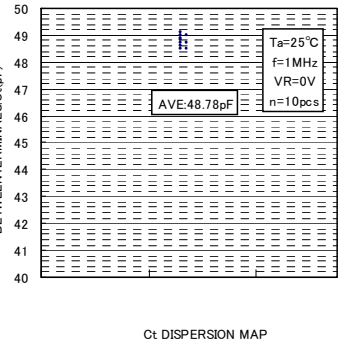 50
49
48
47
46
45
44
43
42
41
40
Ta=25°C
f=1MHz
VR=0V
n=10pcs
AVE:48.78pF
Ct DISPERSION MAP